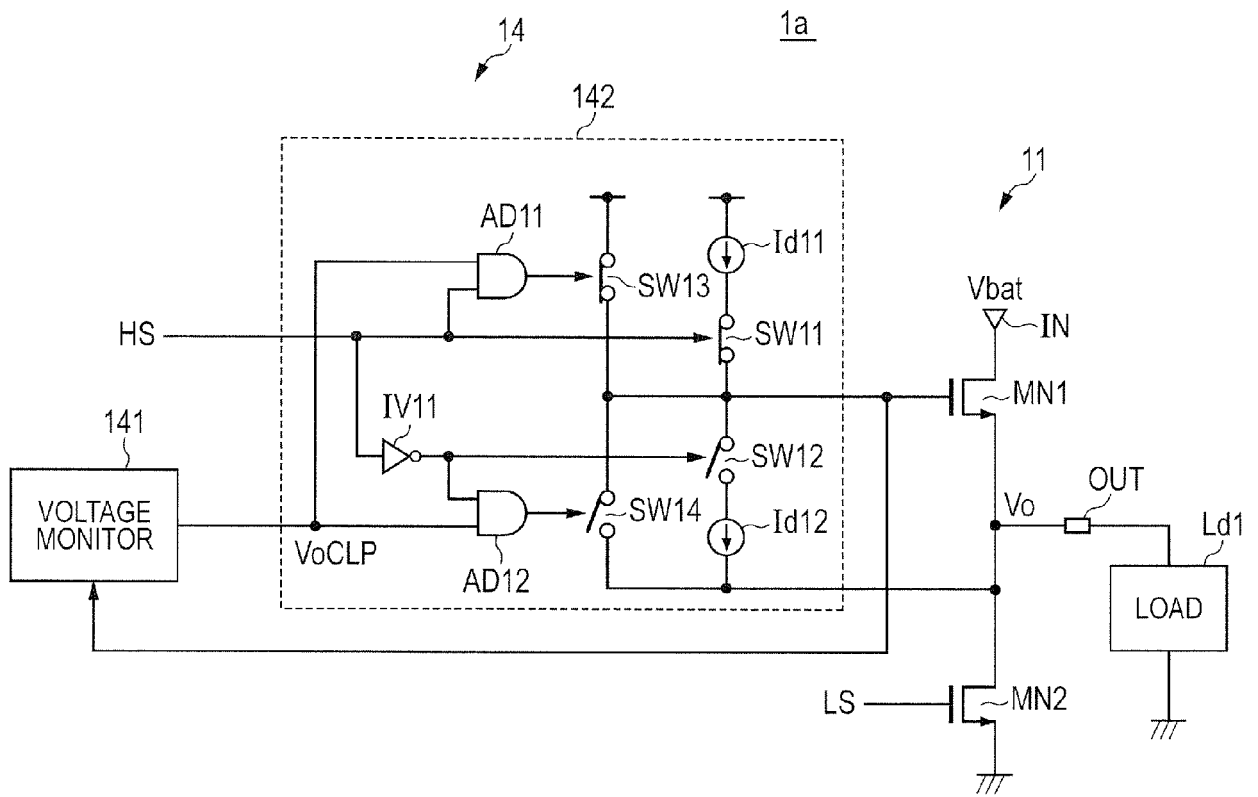 14
1a
142
11
AD11
Id11
SW13
Vbat
IN
HS
SW11
MN1
141
IV11
SW12
OUT
VOLTAGE
MONITOR
SW14
Vo
Ld1
VoCLP
Id12
AD12
LOAD
LS
MN2